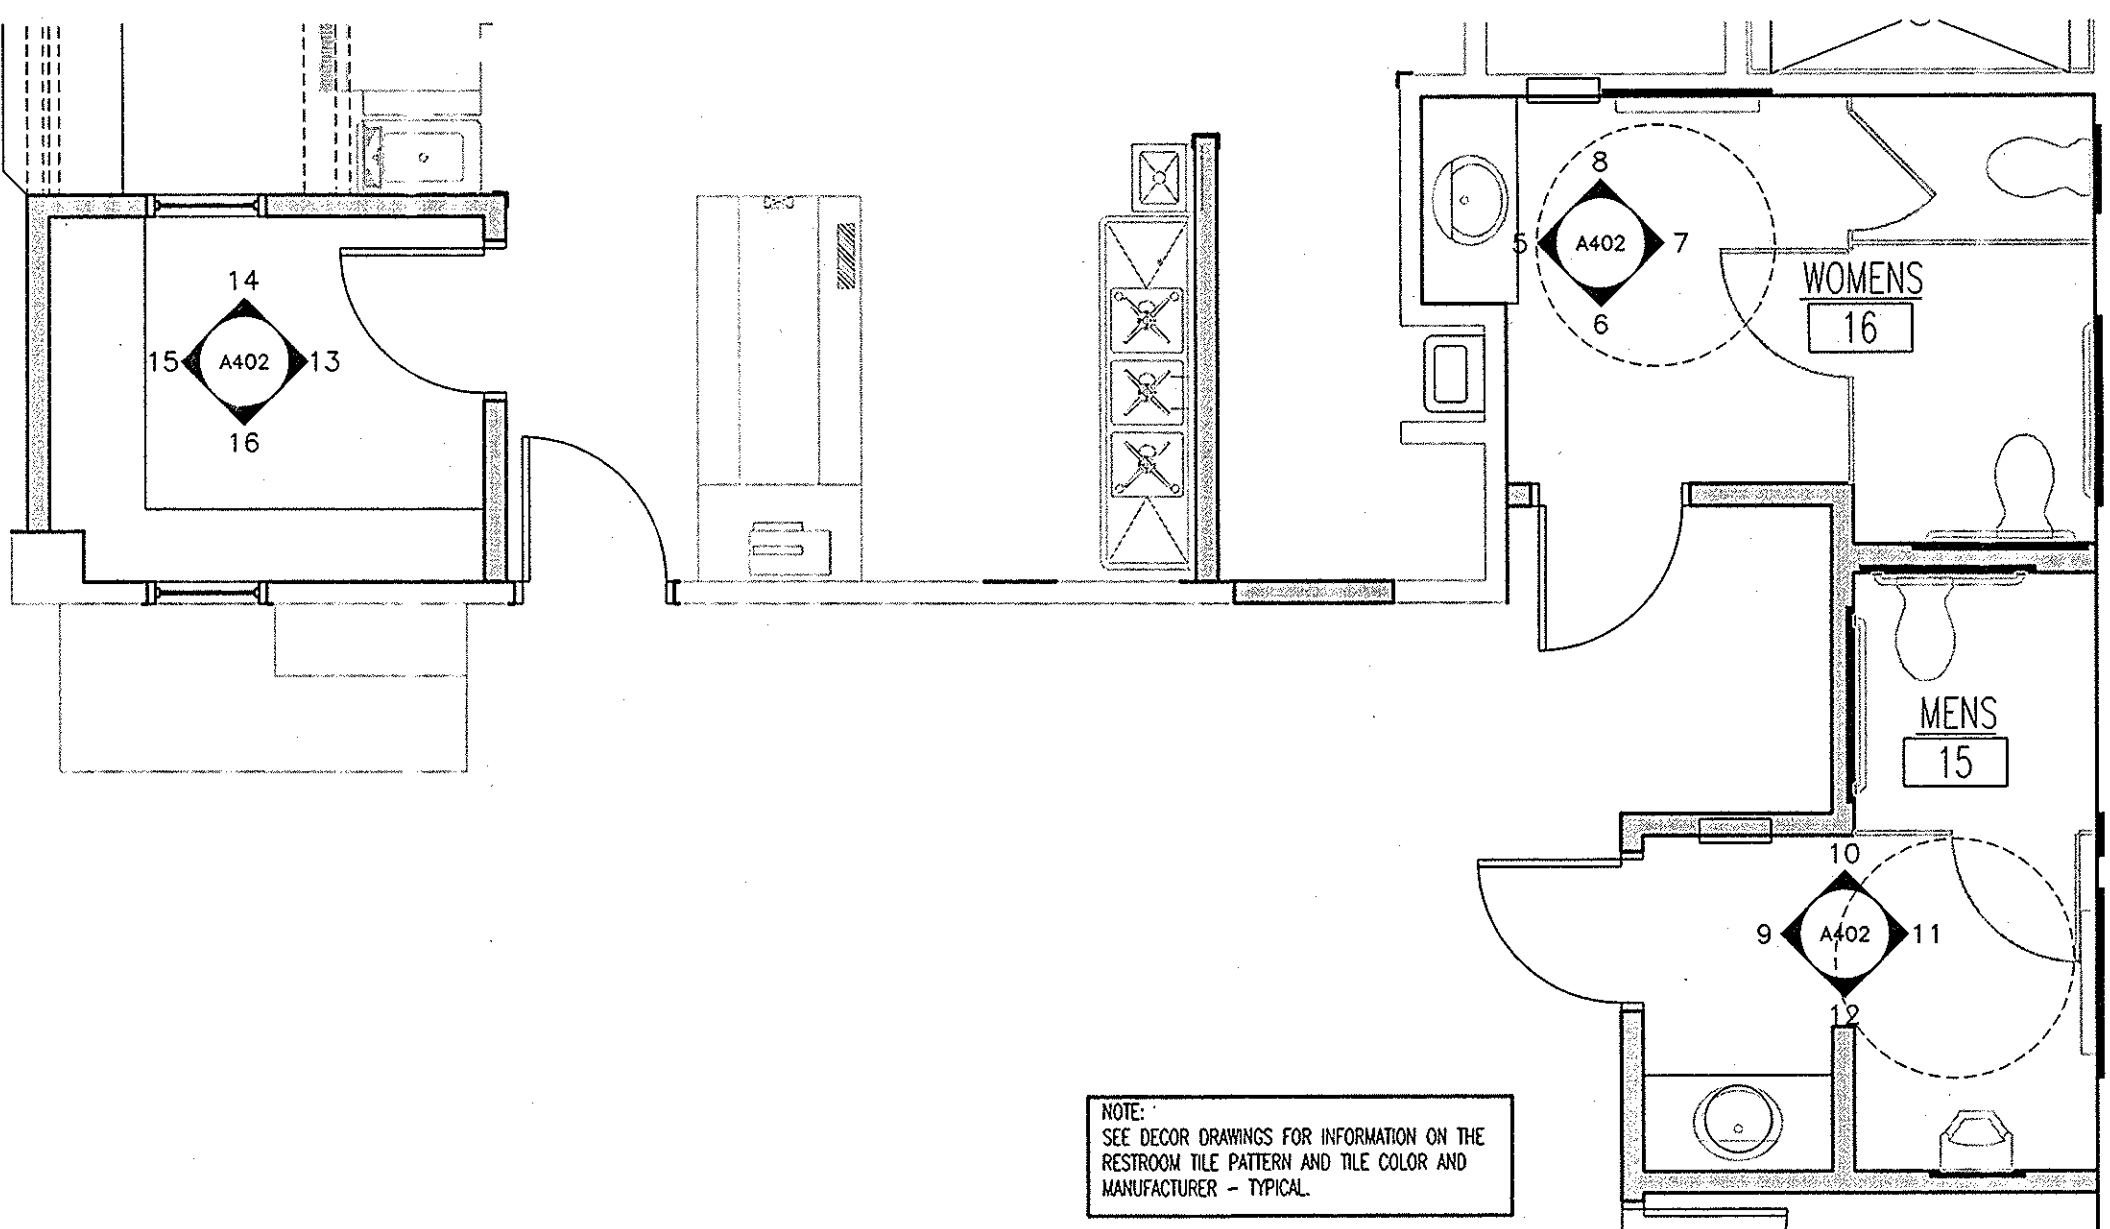 14
15 A402 13
16
8
5 A402 7
6
WOMENS
16
MENS
15
10
9 A402 11
12
NOTE:
SEE DECOR DRAWINGS FOR INFORMATION ON THE
RESTROOM TILE PATTERN AND TILE COLOR AND
MANUFACTURER - TYPICAL.